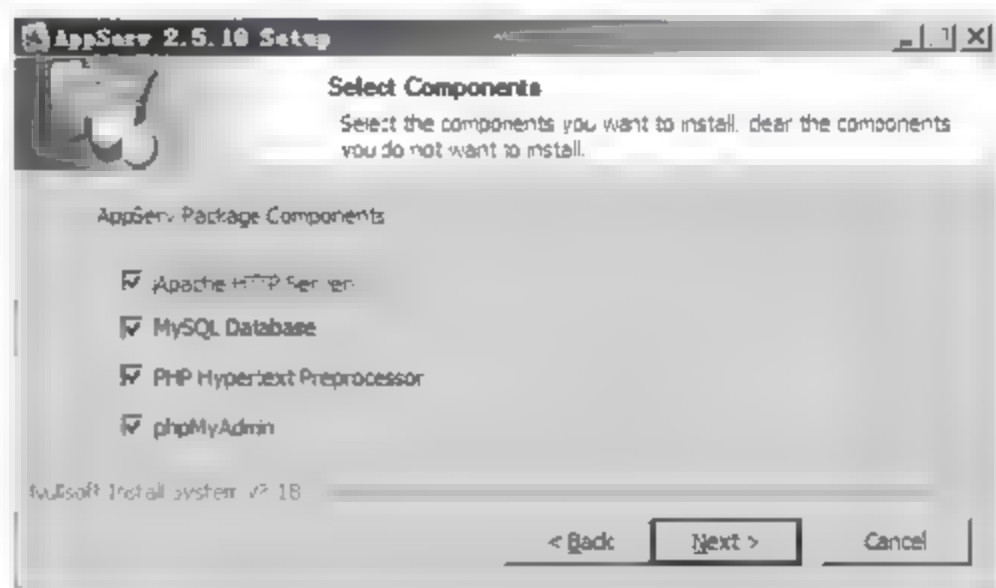 AppServ 2.5.10 Setup
Select Components
Select the components you want to install, clear the components
you do not want to install.
AppServ Package Components
Apache HTTP Server
MySQL Database
PHP Hypertext Preprocessor
phpMyAdmin
Nullsoft Install System v2.18
< Back
Next >
Cancel